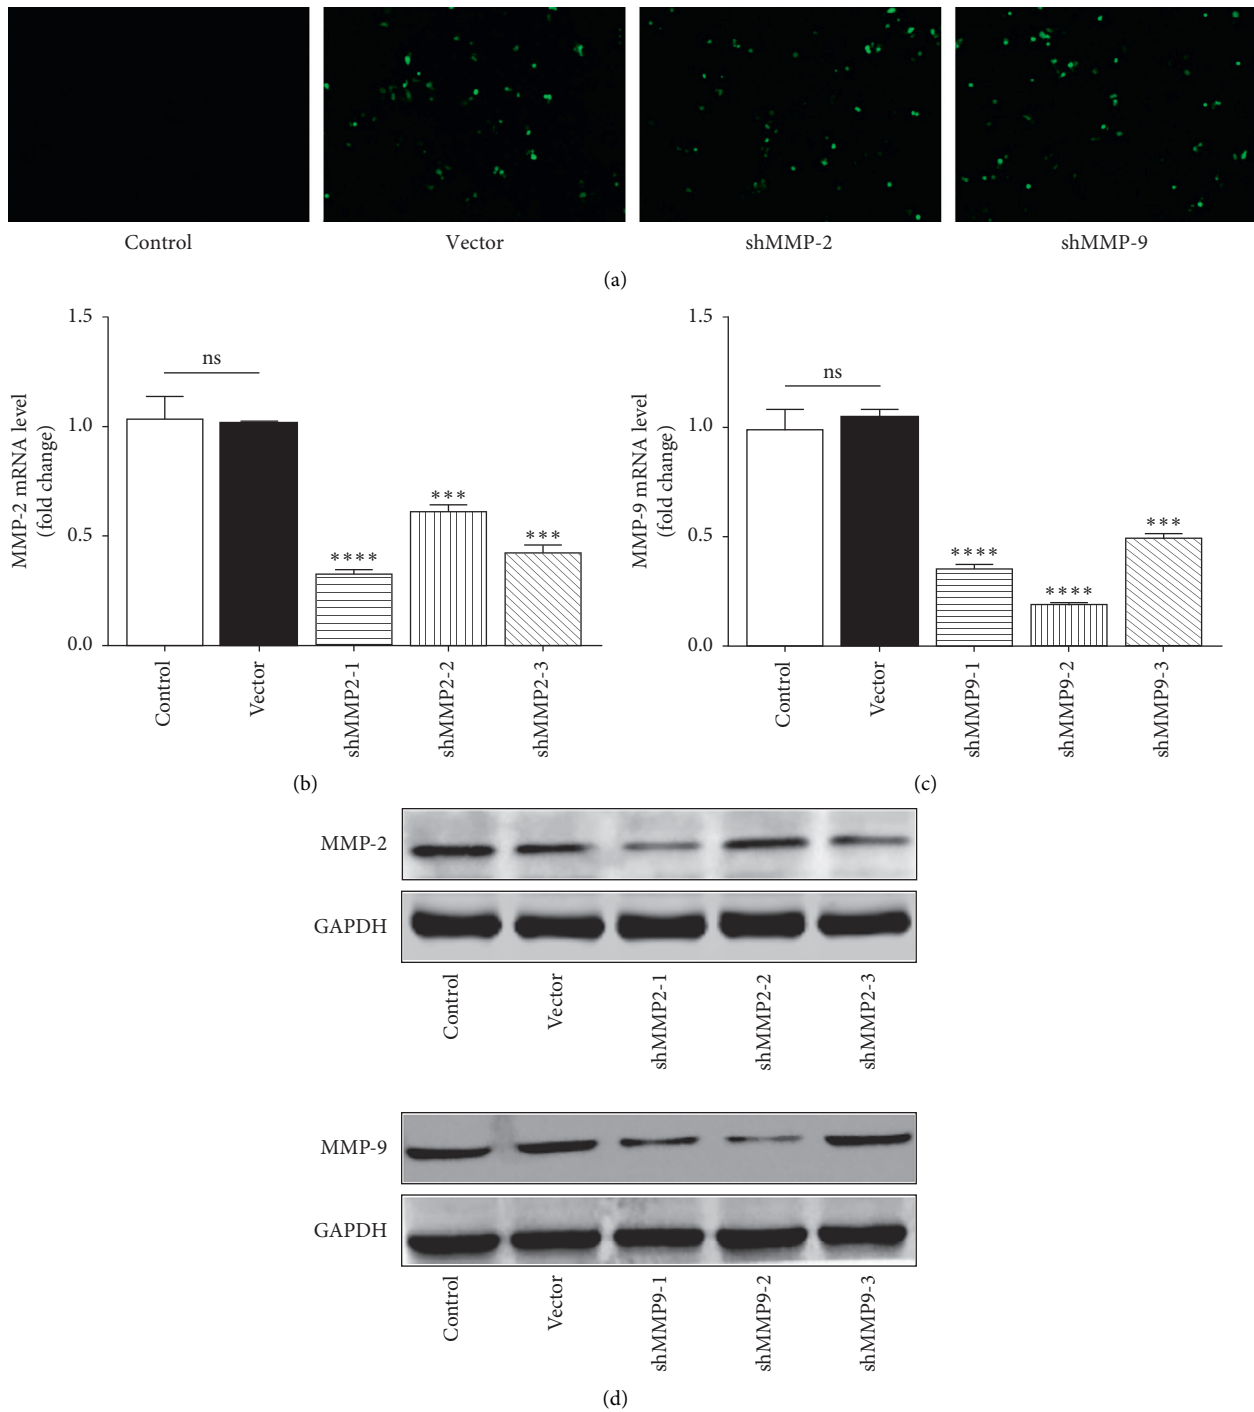 Control Vector shMMP-2 shMMP-9
(a)
MMP-2 mRNA level
(fold change)
1.5
1.0
0.5
0.0
ns
****
***
***
Control
Vector
shMMP2-1
shMMP2-2
shMMP2-3
(b)
MMP-9 mRNA level
(fold change)
1.5
1.0
0.5
0.0
ns
****
****
***
Control
Vector
shMMP9-1
shMMP9-2
shMMP9-3
(c)
MMP-2
GAPDH
Control
Vector
shMMP2-1
shMMP2-2
shMMP2-3
MMP-9
GAPDH
Control
Vector
shMMP9-1
shMMP9-2
shMMP9-3
(d)